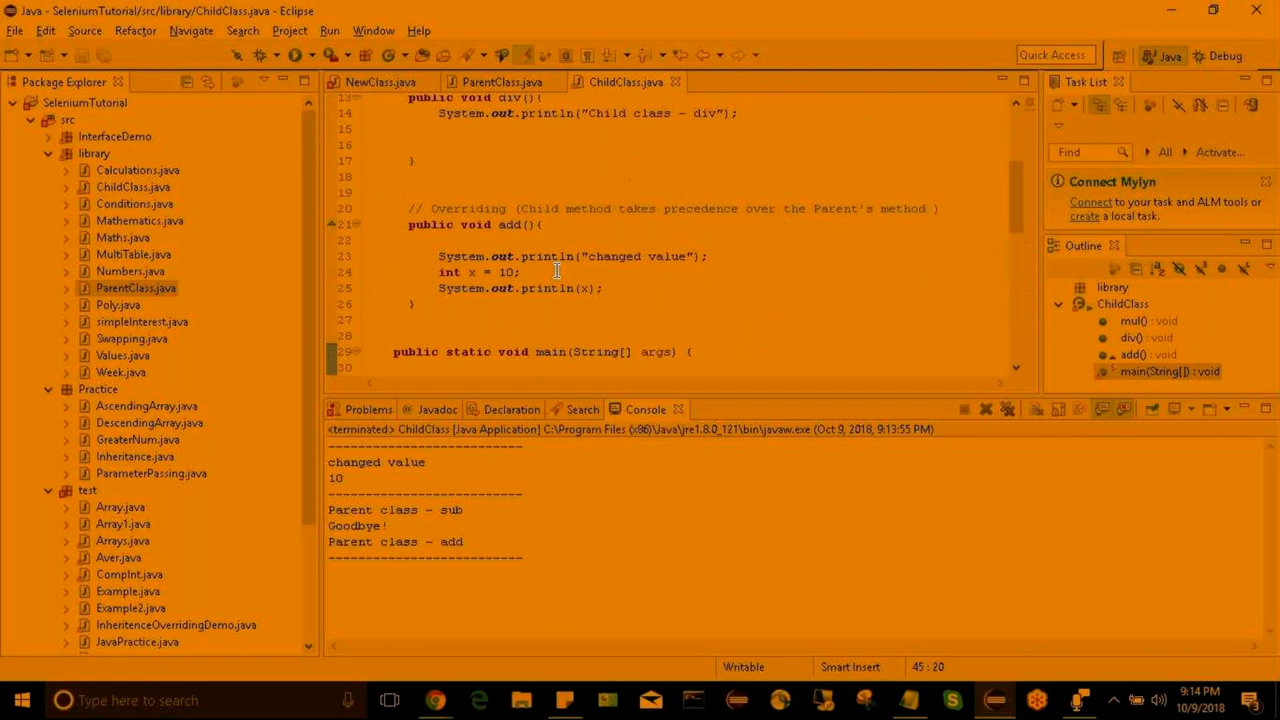 Java - SeleniumTutorial/src/library/ChildClass.java - Eclipse
File Edit Source Refactor Navigate Search Project Run Window Help
Quick Access Java Debug
Package Explorer
SeleniumTutorial
src
InterfaceDemo
library
Calculations.java
ChildClass.java
Conditions.java
Mathematics.java
Maths.java
MultiTable.java
Numbers.java
ParentClass.java
Poly.java
simpleInterest.java
Swapping.java
Values.java
Week.java
Practice
AscendingArray.java
DescendingArray.java
GreaterNum.java
Inheritance.java
ParameterPassing.java
test
Array.java
Array1.java
Arrays.java
Aver.java
CompInt.java
Example.java
Example2.java
InheritenceOverridingDemo.java
JavaPractice.java
NewClass.java ParentClass.java ChildClass.java
13 public void div(){
14 System.out.println("Child class - div");
15
16
17 }
18
19
20 // Overriding (Child method takes precedence over the Parent's method )
21 public void add(){
22
23 System.out.println("changed value");
24 int x = 10;
25 System.out.println(x);
26 }
27
28
29 public static void main(String[] args) {
30
Problems Javadoc Declaration Search Console
<terminated> ChildClass [Java Application] C:\Program Files (x86)\Java\jre1.8.0_121\bin\javaw.exe (Oct 9, 2018, 9:13:55 PM)
-------------------------
changed value
10
-------------------------
Parent class - sub
Goodbye!
Parent class - add
-------------------------
Task List
Find All Activate...
Connect Mylyn
Connect to your task and ALM tools or
create a local task.
Outline
library
ChildClass
mul() : void
div() : void
add() : void
main(String[]) : void
Writable Smart Insert 45 : 20
Type here to search
9:14 PM
10/9/2018
3